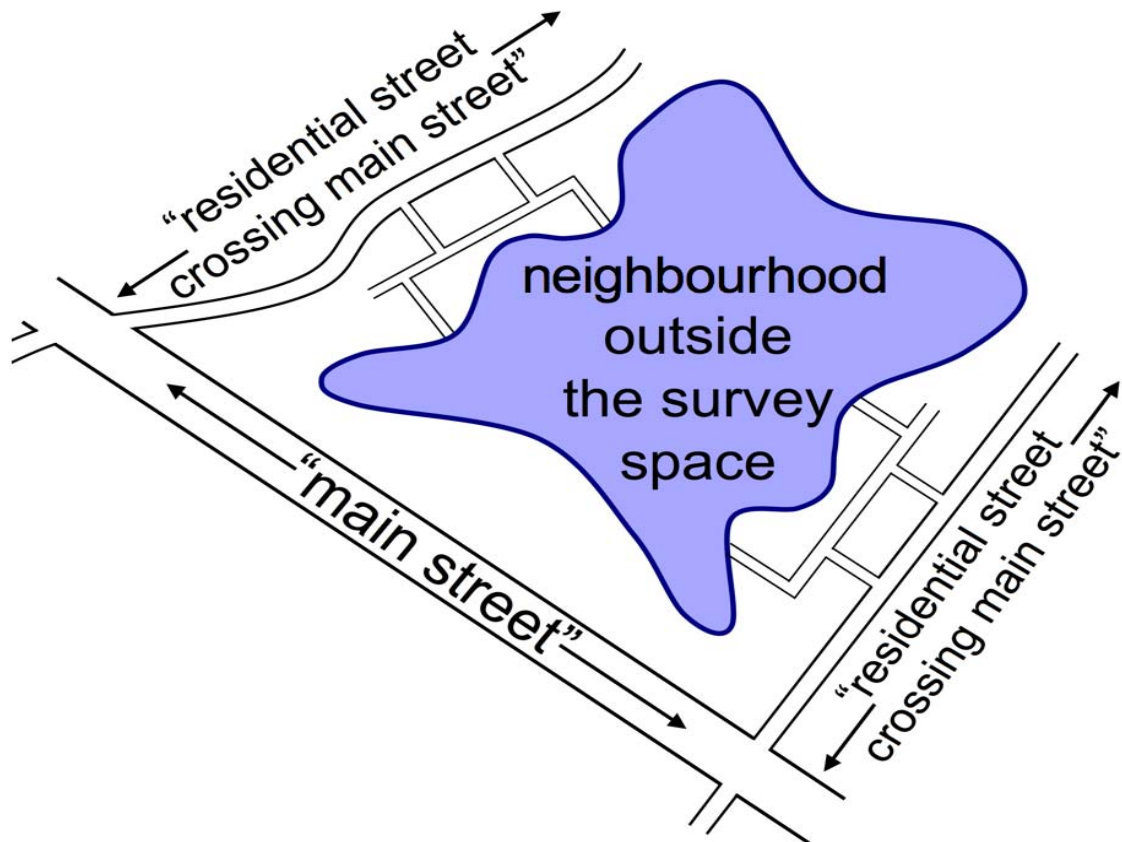 “residential street
crossing main street”
neighbourhood
outside
the survey
space
“main street”
“residential street
crossing main street”